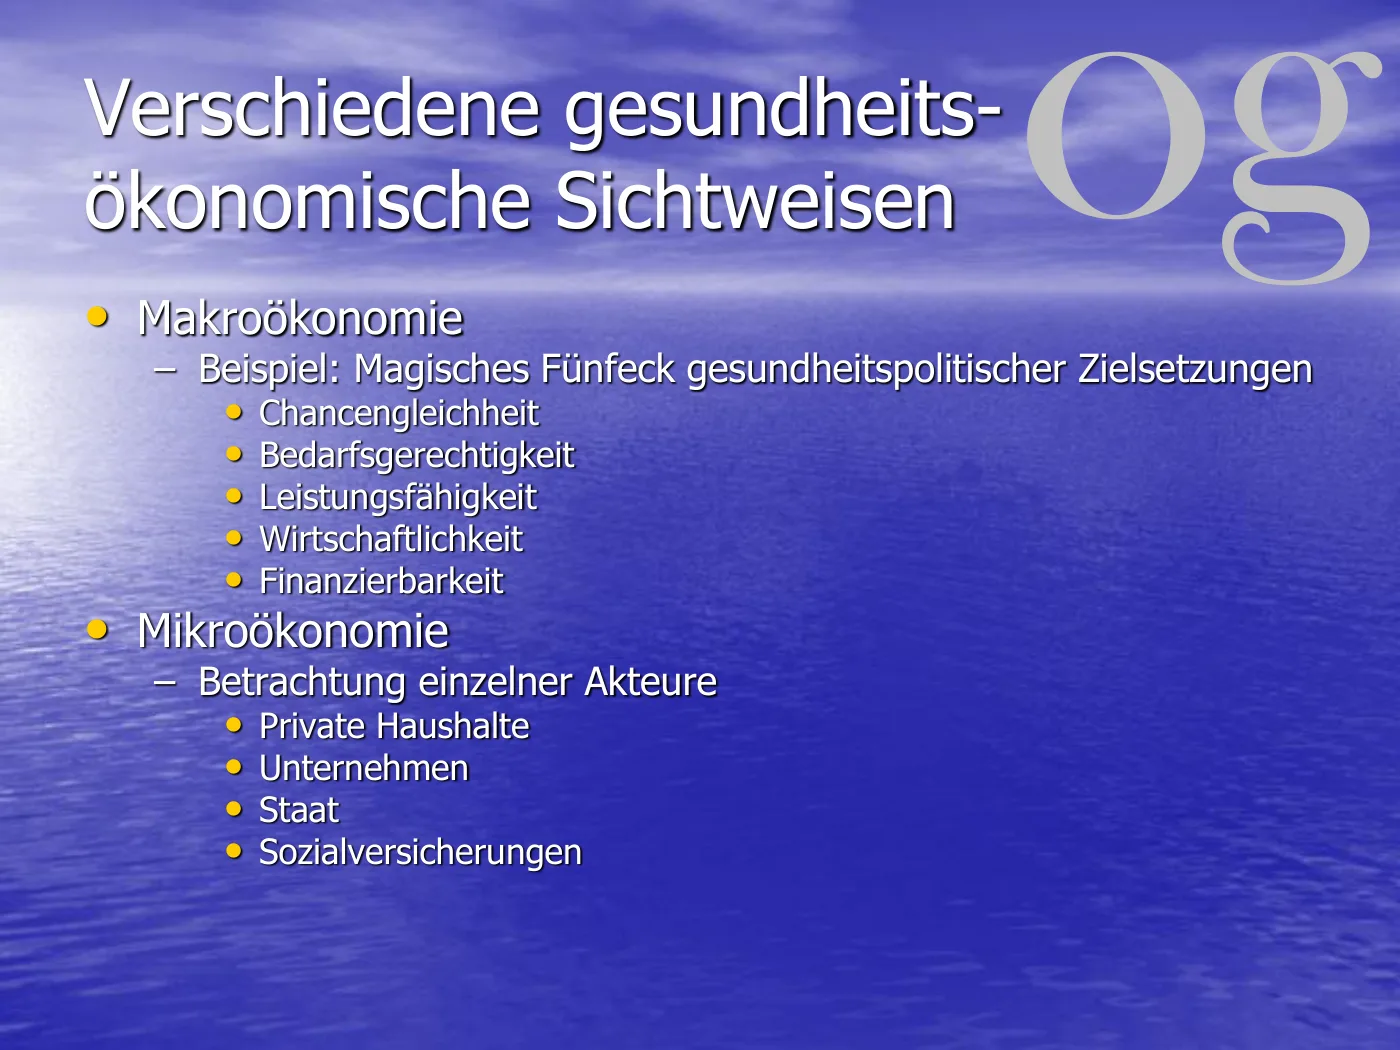 Verschiedene gesundheits-
ökonomische Sichtweisen
og
• Makroökonomie
– Beispiel: Magisches Fünfeck gesundheitspolitischer Zielsetzungen
• Chancengleichheit
• Bedarfsgerechtigkeit
• Leistungsfähigkeit
• Wirtschaftlichkeit
• Finanzierbarkeit
• Mikroökonomie
– Betrachtung einzelner Akteure
• Private Haushalte
• Unternehmen
• Staat
• Sozialversicherungen